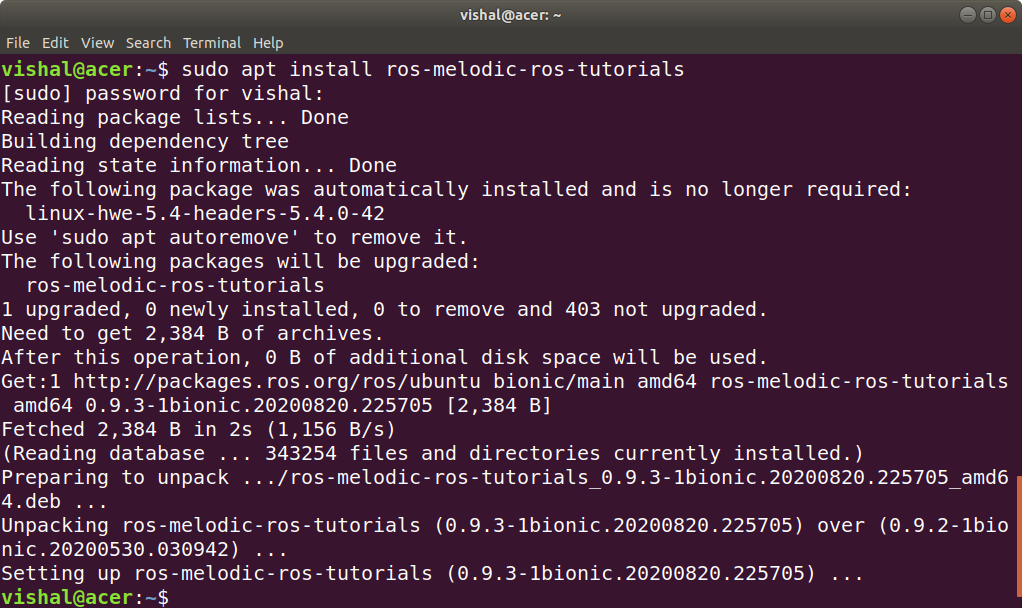 vishal@acer: ~
File Edit View Search Terminal Help
vishal@acer:~$ sudo apt install ros-melodic-ros-tutorials
[sudo] password for vishal:
Reading package lists... Done
Building dependency tree
Reading state information... Done
The following package was automatically installed and is no longer required:
  linux-hwe-5.4-headers-5.4.0-42
Use 'sudo apt autoremove' to remove it.
The following packages will be upgraded:
  ros-melodic-ros-tutorials
1 upgraded, 0 newly installed, 0 to remove and 403 not upgraded.
Need to get 2,384 B of archives.
After this operation, 0 B of additional disk space will be used.
Get:1 http://packages.ros.org/ros/ubuntu bionic/main amd64 ros-melodic-ros-tutorials
 amd64 0.9.3-1bionic.20200820.225705 [2,384 B]
Fetched 2,384 B in 2s (1,156 B/s)
(Reading database ... 343254 files and directories currently installed.)
Preparing to unpack .../ros-melodic-ros-tutorials_0.9.3-1bionic.20200820.225705_amd6
4.deb ...
Unpacking ros-melodic-ros-tutorials (0.9.3-1bionic.20200820.225705) over (0.9.2-1bio
nic.20200530.030942) ...
Setting up ros-melodic-ros-tutorials (0.9.3-1bionic.20200820.225705) ...
vishal@acer:~$